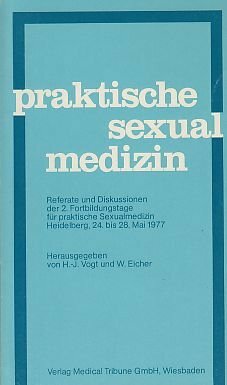 praktische
sexual
medizin
Referate und Diskussionen
der 2. Fortbildungstage
für praktische Sexualmedizin
Heidelberg, 24. bis 28. Mai 1977
Herausgegeben
von H.-J. Vogt und W. Eicher
Verlag Medical Tribune GmbH, Wiesbaden